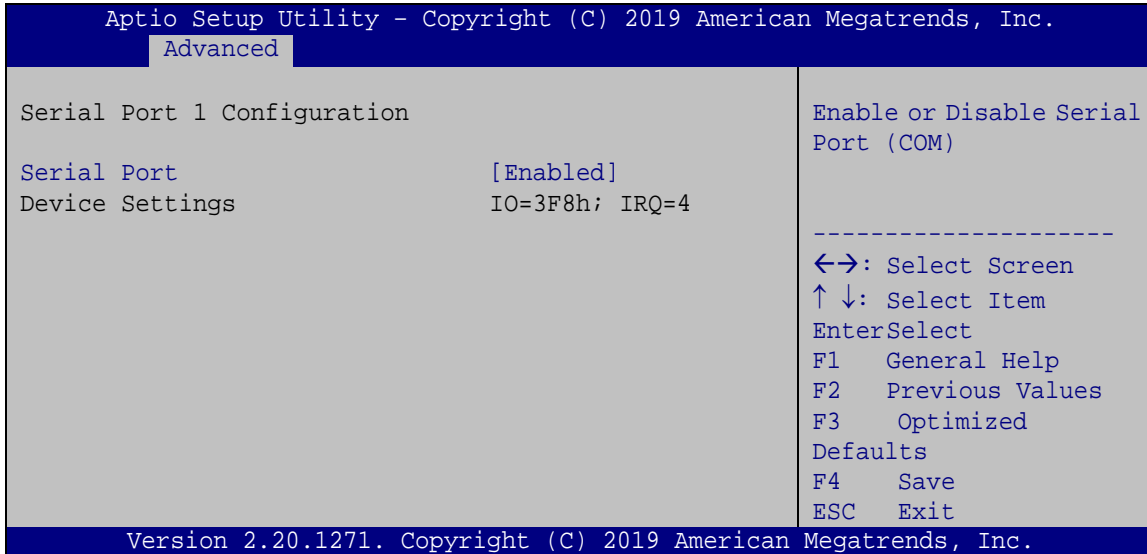 Aptio Setup Utility – Copyright (C) 2019 American Megatrends, Inc.
Advanced
Serial Port 1 Configuration
Serial Port [Enabled]
Device Settings IO=3F8h; IRQ=4
Enable or Disable Serial
Port (COM)
---------------------
←→: Select Screen
↑ ↓: Select Item
EnterSelect
F1 General Help
F2 Previous Values
F3 Optimized
Defaults
F4 Save
ESC Exit
Version 2.20.1271. Copyright (C) 2019 American Megatrends, Inc.